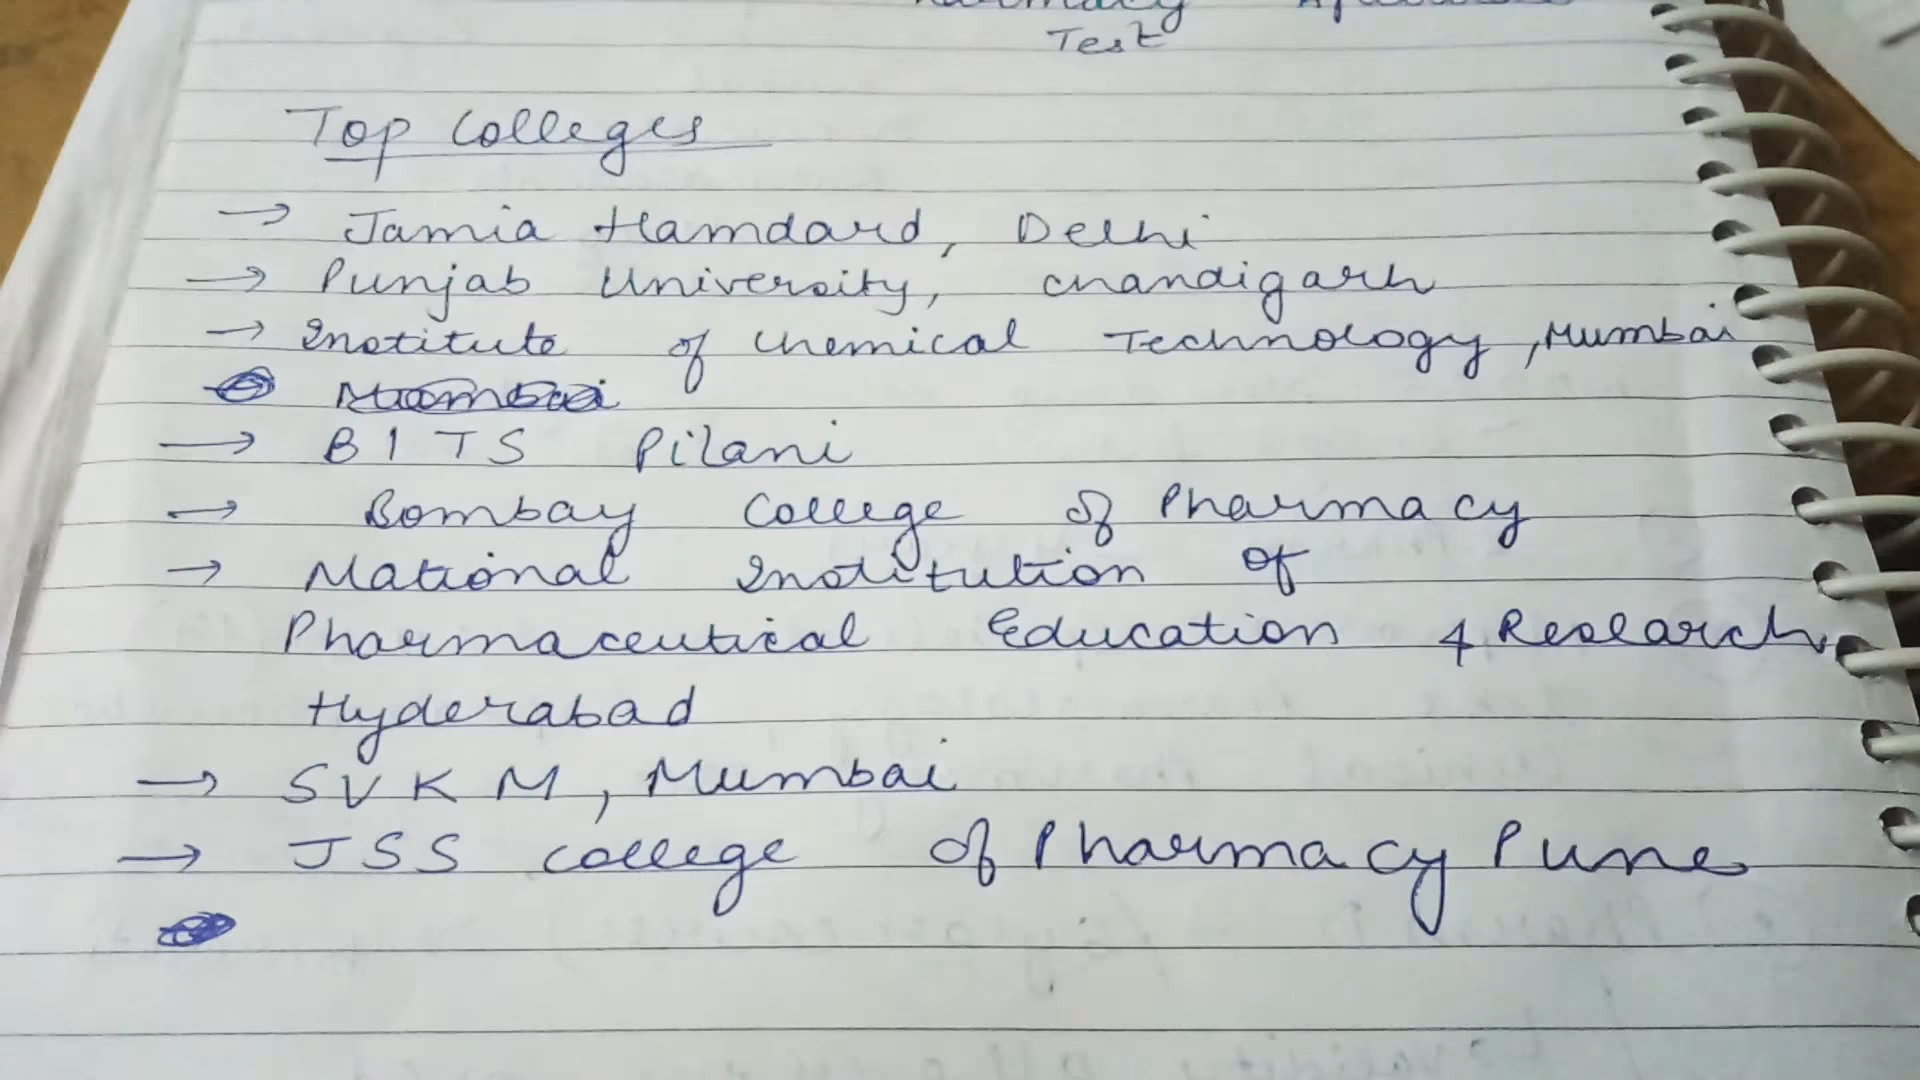 Test
Top Colleges
→ Jamia Hamdard, Delhi
→ Punjab University, Chandigarh
→ Institute of Chemical Technology, Mumbai
→ BITS Pilani
→ Bombay College of Pharmacy
→ National Institution of
Pharmaceutical Education & Research,
Hyderabad
→ SVKM, Mumbai
→ JSS College of Pharmacy Pune